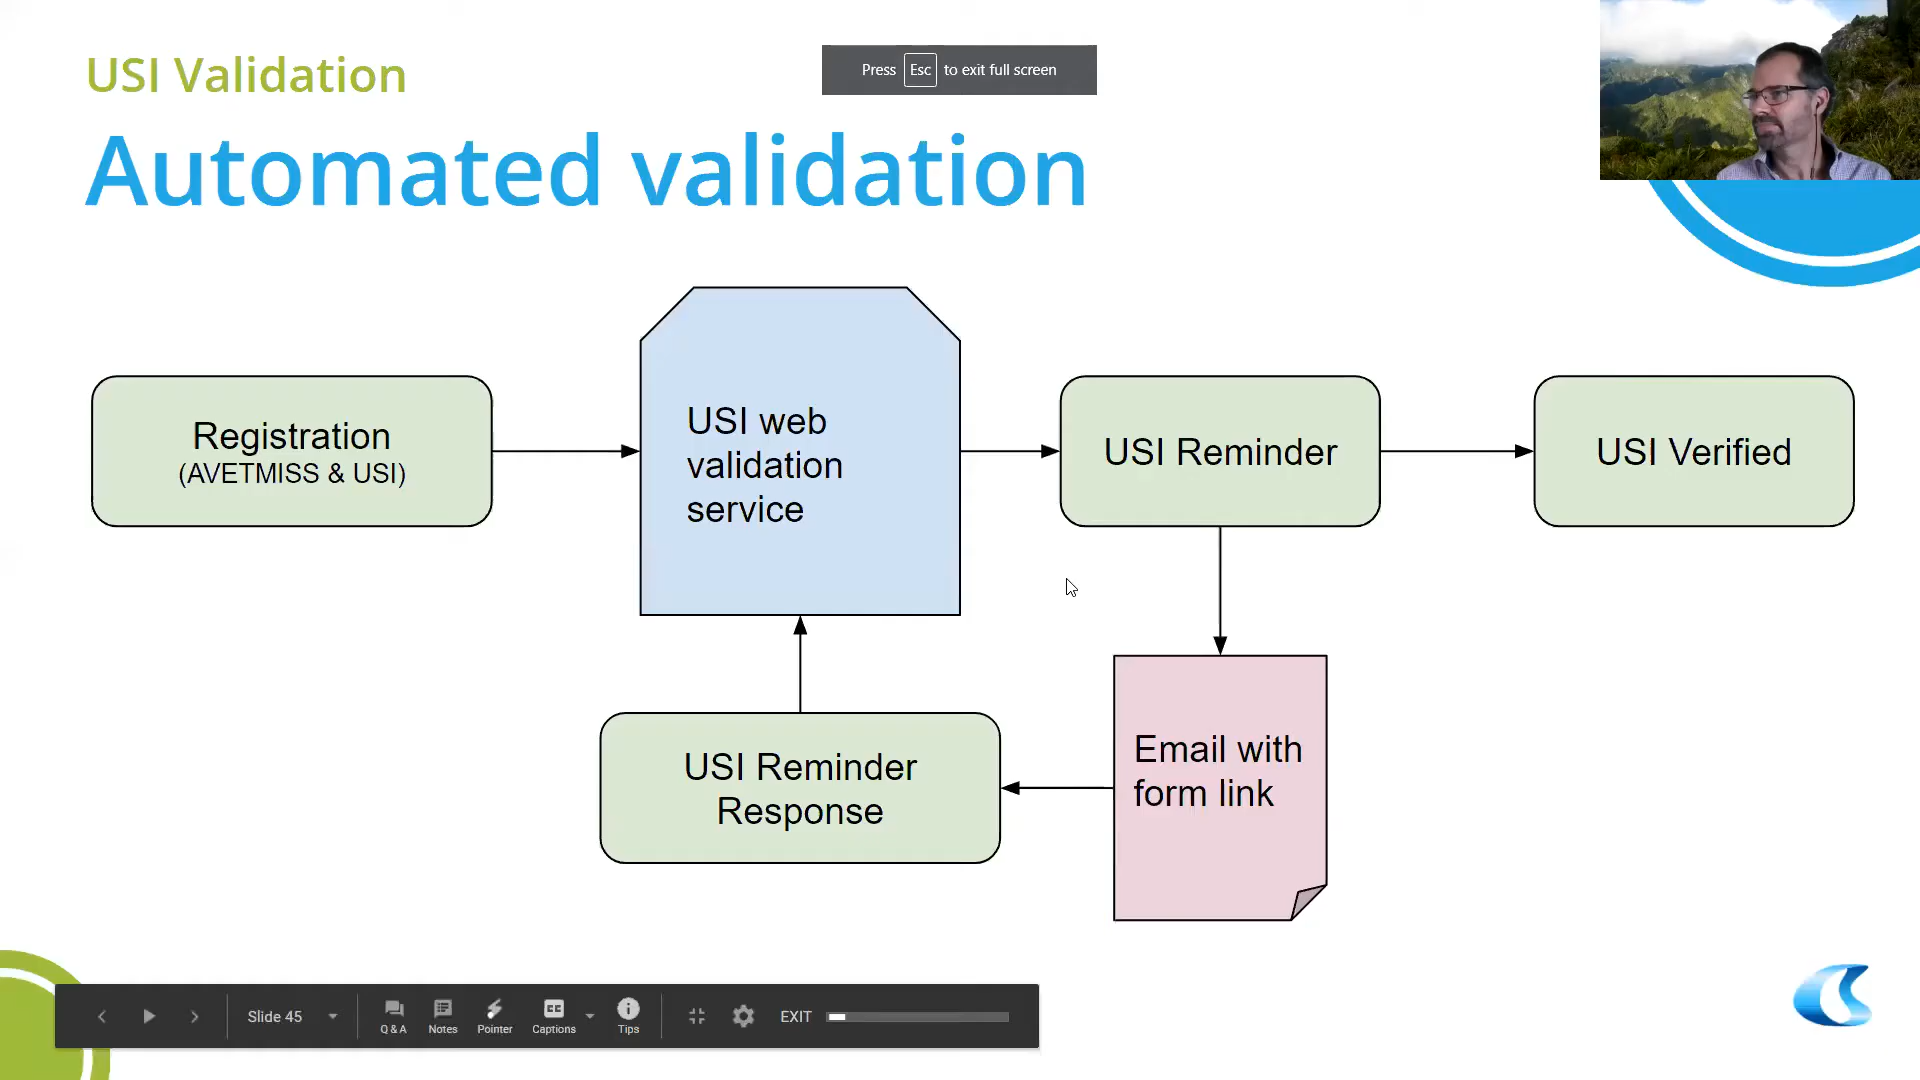 USI Validation
Press Esc to exit full screen
Automated validation
Registration
(AVETMISS & USI)
USI web
validation
service
USI Reminder
USI Verified
USI Reminder
Response
Email with
form link
Slide 45
Q & A
Notes
Pointer
CC
Captions
Tips
EXIT